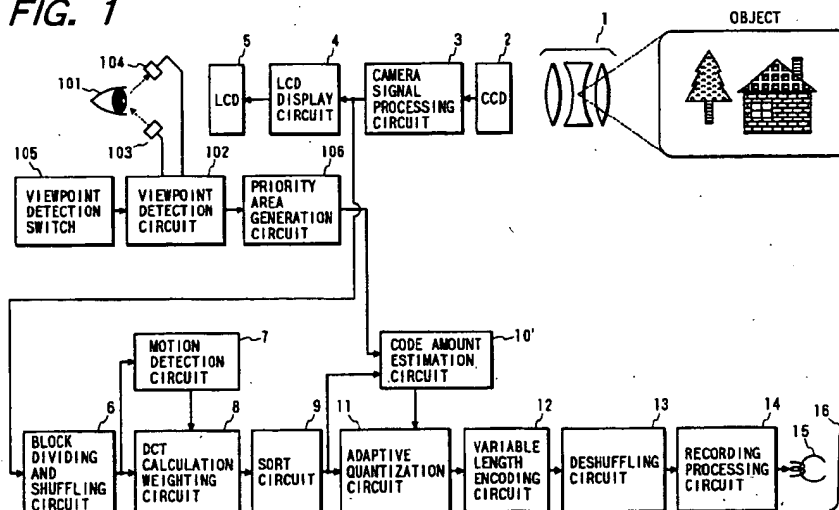 FIG. 1
OBJECT
1
2
3
4
5
104
101
103
105
102
106
LCD
LCD
DISPLAY
CIRCUIT
CAMERA
SIGNAL
PROCESSING
CIRCUIT
CCD
VIEWPOINT
DETECTION
SWITCH
VIEWPOINT
DETECTION
CIRCUIT
PRIORITY
AREA
GENERATION
CIRCUIT
7
MOTION
DETECTION
CIRCUIT
10'
CODE AMOUNT
ESTIMATION
CIRCUIT
6
BLOCK
DIVIDING
AND
SHUFFLING
CIRCUIT
8
DCT
CALCULATION
WEIGHTING
CIRCUIT
9
SORT
CIRCUIT
11
ADAPTIVE
QUANTIZATION
CIRCUIT
12
VARIABLE
LENGTH
ENCODING
CIRCUIT
13
DESHUFFLING
CIRCUIT
14
RECORDING
PROCESSING
CIRCUIT
15
16